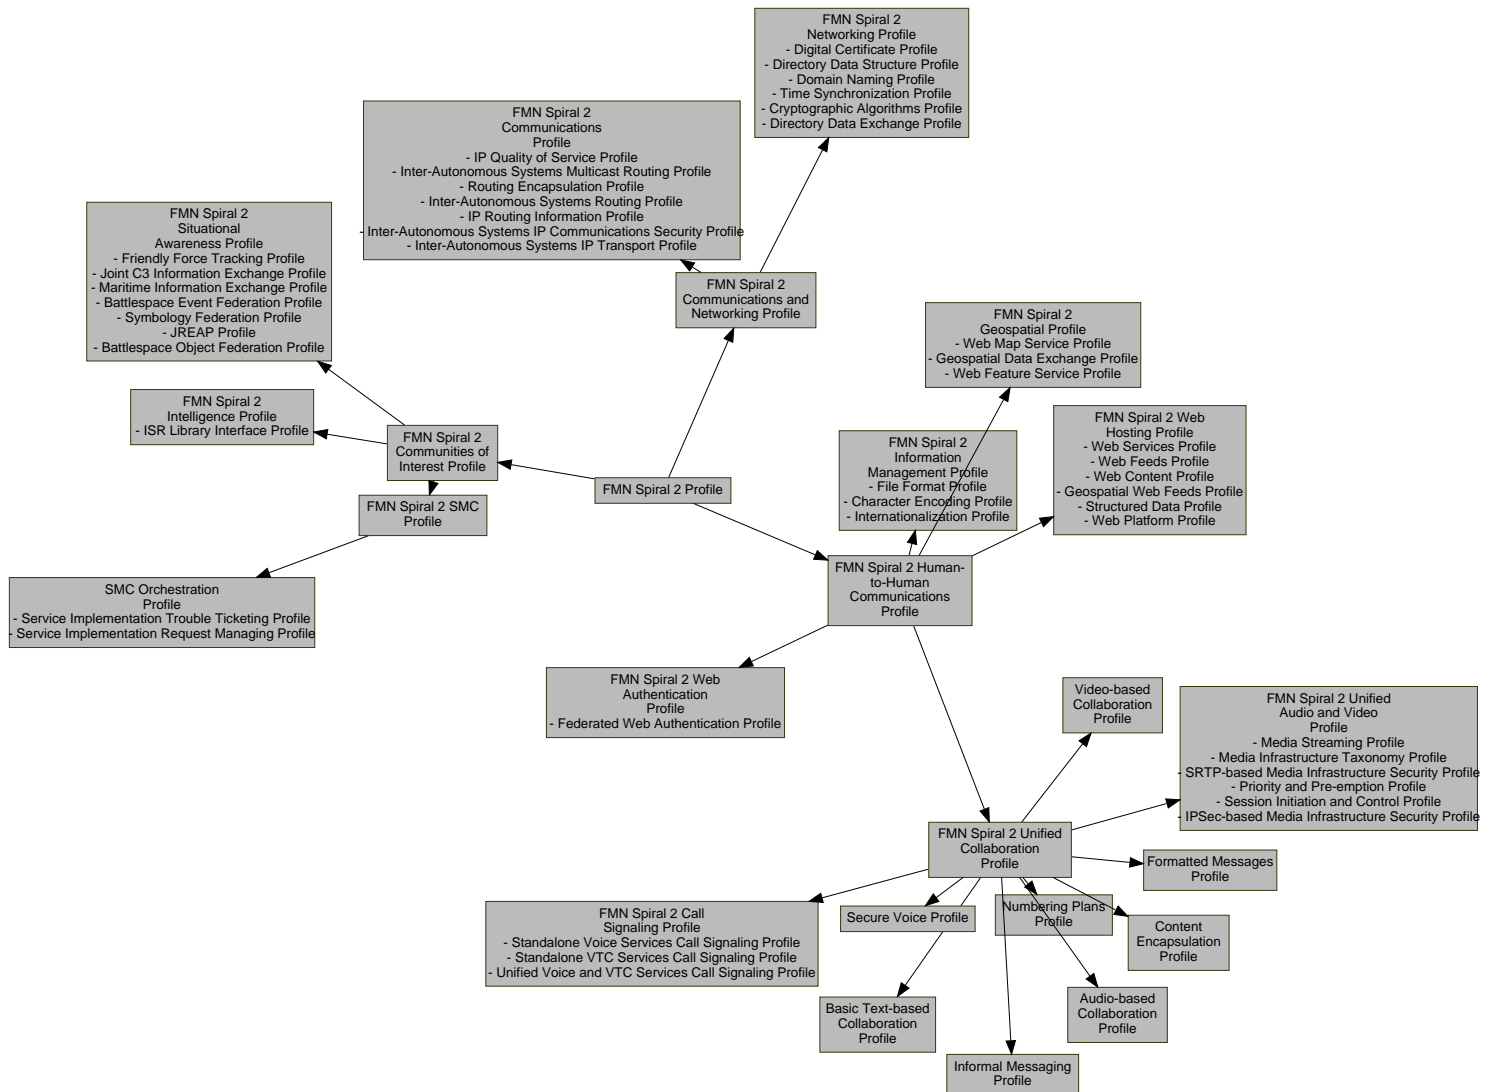 FMN Spiral 2
Networking Profile
- Digital Certificate Profile
- Directory Data Structure Profile
- Domain Naming Profile
- Time Synchronization Profile
- Cryptographic Algorithms Profile
- Directory Data Exchange Profile
FMN Spiral 2
Communications
Profile
- IP Quality of Service Profile
- Inter-Autonomous Systems Multicast Routing Profile
- Routing Encapsulation Profile
- Inter-Autonomous Systems Routing Profile
- IP Routing Information Profile
- Inter-Autonomous Systems IP Communications Security Profile
- Inter-Autonomous Systems IP Transport Profile
FMN Spiral 2
Situational
Awareness Profile
- Friendly Force Tracking Profile
- Joint C3 Information Exchange Profile
- Maritime Information Exchange Profile
- Battlespace Event Federation Profile
- Symbology Federation Profile
- JREAP Profile
- Battlespace Object Federation Profile
FMN Spiral 2
Communications and
Networking Profile
FMN Spiral 2
Geospatial Profile
- Web Map Service Profile
- Geospatial Data Exchange Profile
- Web Feature Service Profile
FMN Spiral 2
Intelligence Profile
- ISR Library Interface Profile
FMN Spiral 2
Communities of
Interest Profile
FMN Spiral 2
Information
Management Profile
- File Format Profile
- Character Encoding Profile
- Internationalization Profile
FMN Spiral 2 Web
Hosting Profile
- Web Services Profile
- Web Feeds Profile
- Web Content Profile
- Geospatial Web Feeds Profile
- Structured Data Profile
- Web Platform Profile
FMN Spiral 2 Profile
FMN Spiral 2 SMC
Profile
SMC Orchestration
Profile
- Service Implementation Trouble Ticketing Profile
- Service Implementation Request Managing Profile
FMN Spiral 2 Human-
to-Human
Communications
Profile
FMN Spiral 2 Web
Authentication
Profile
- Federated Web Authentication Profile
Video-based
Collaboration
Profile
FMN Spiral 2 Unified
Audio and Video
Profile
- Media Streaming Profile
- Media Infrastructure Taxonomy Profile
- SRTP-based Media Infrastructure Security Profile
- Priority and Pre-emption Profile
- Session Initiation and Control Profile
- IPSec-based Media Infrastructure Security Profile
FMN Spiral 2 Unified
Collaboration
Profile
Formatted Messages
Profile
FMN Spiral 2 Call
Signaling Profile
- Standalone Voice Services Call Signaling Profile
- Standalone VTC Services Call Signaling Profile
- Unified Voice and VTC Services Call Signaling Profile
Secure Voice Profile
Numbering Plans
Profile
Content
Encapsulation
Profile
Basic Text-based
Collaboration
Profile
Audio-based
Collaboration
Profile
Informal Messaging
Profile